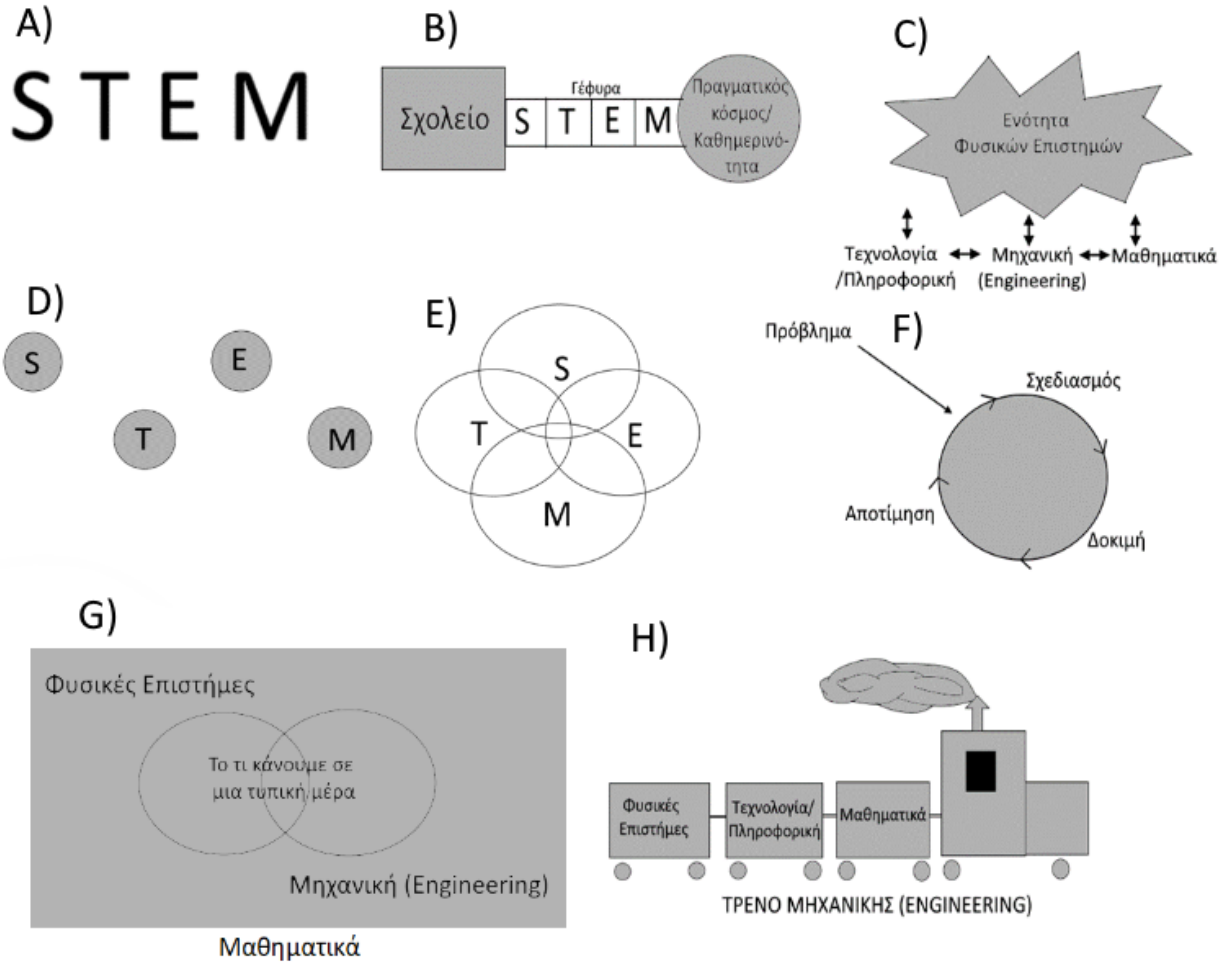 A)
STEM
B)
Σχολείο
Γέφυρα
S T E M
Πραγματικός
κόσμος/
Καθημερινό-
τητα
C)
Ενότητα
Φυσικών Επιστημών
Τεχνολογία
/Πληροφορική
Μηχανική
(Engineering)
Μαθηματικά
D)
S
T
E
M
E)
S
T
E
M
F)
Πρόβλημα
Σχεδιασμός
Δοκιμή
Αποτίμηση
G)
Φυσικές Επιστήμες
Το τι κάνουμε σε
μια τυπική μέρα
Μηχανική (Engineering)
Μαθηματικά
H)
Φυσικές
Επιστήμες
Τεχνολογία/
Πληροφορική
Μαθηματικά
ΤΡΕΝΟ ΜΗΧΑΝΙΚΗΣ (ENGINEERING)